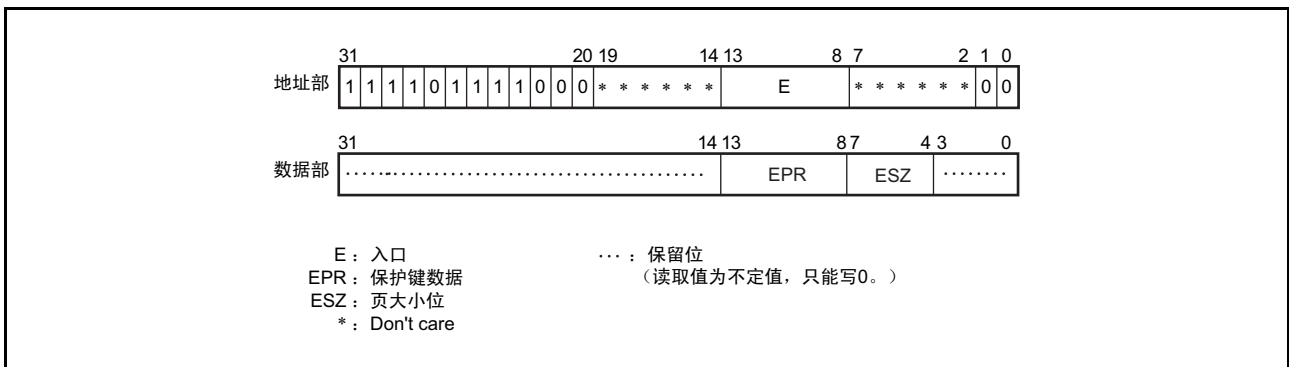 31 20 19 14 13 8 7 2 1 0
地址部 1 1 1 1 0 1 1 1 1 0 0 0 * * * * * * E * * * * * * 0 0
31 14 13 8 7 4 3 0
数据部 ········································ EPR ESZ ········
E： 入口 ··· ：保留位
EPR： 保护键数据 （读取值为不定值，只能写0。）
ESZ： 页大小位
*： Don't care